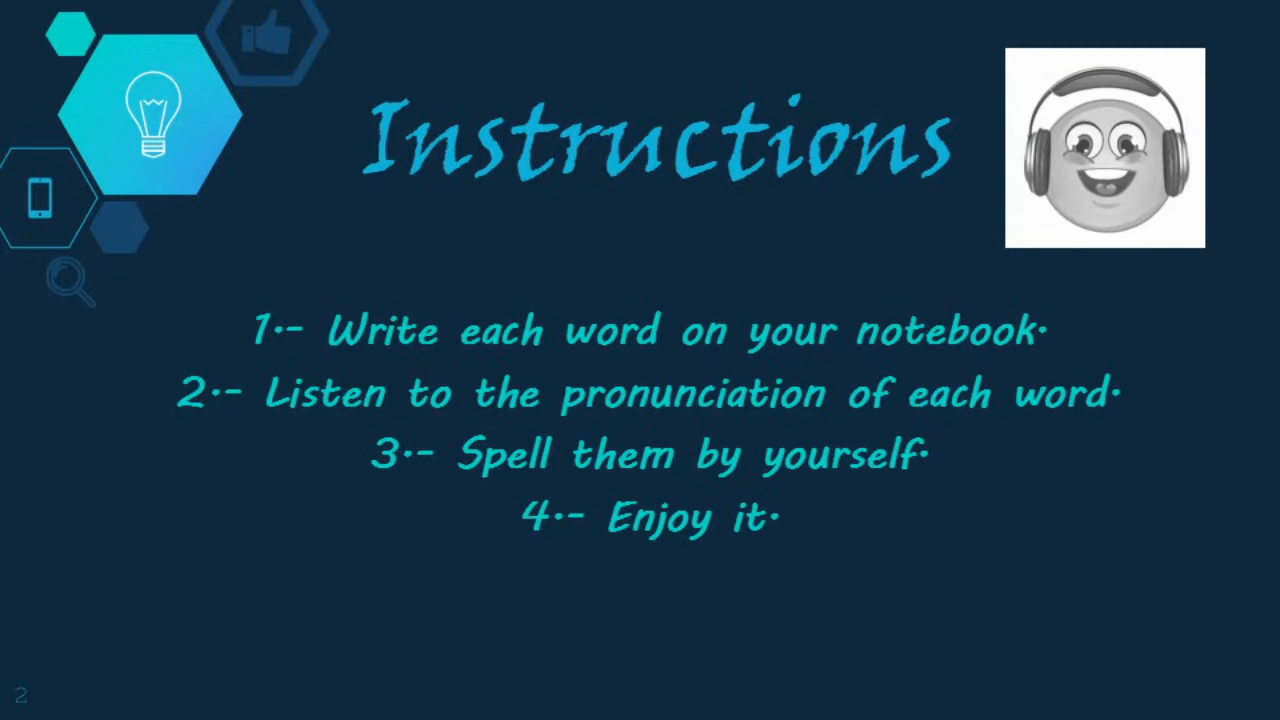 Instructions
1.- Write each word on your notebook.
2.- Listen to the pronunciation of each word.
3.- Spell them by yourself.
4.- Enjoy it.
2